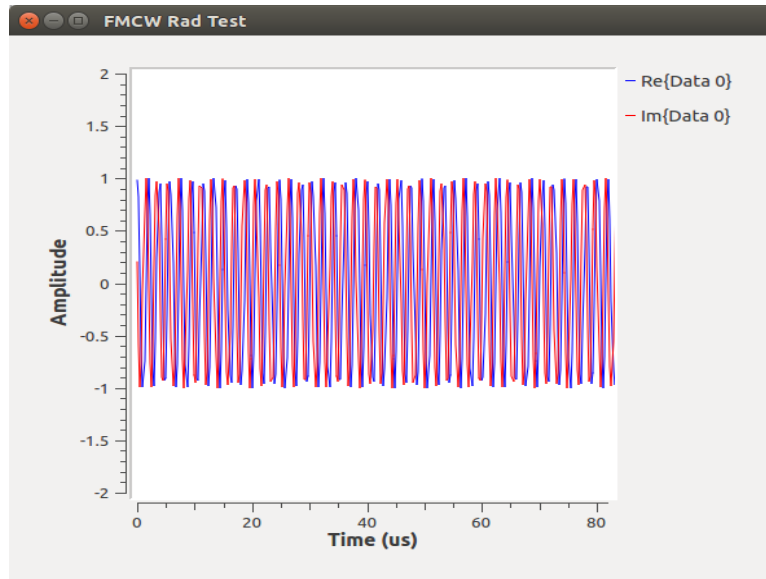 FMCW Rad Test
2
1.5
1
0.5
0
-0.5
-1
-1.5
-2
Amplitude
0 20 40 60 80
Time (us)
Re{Data 0}
Im{Data 0}